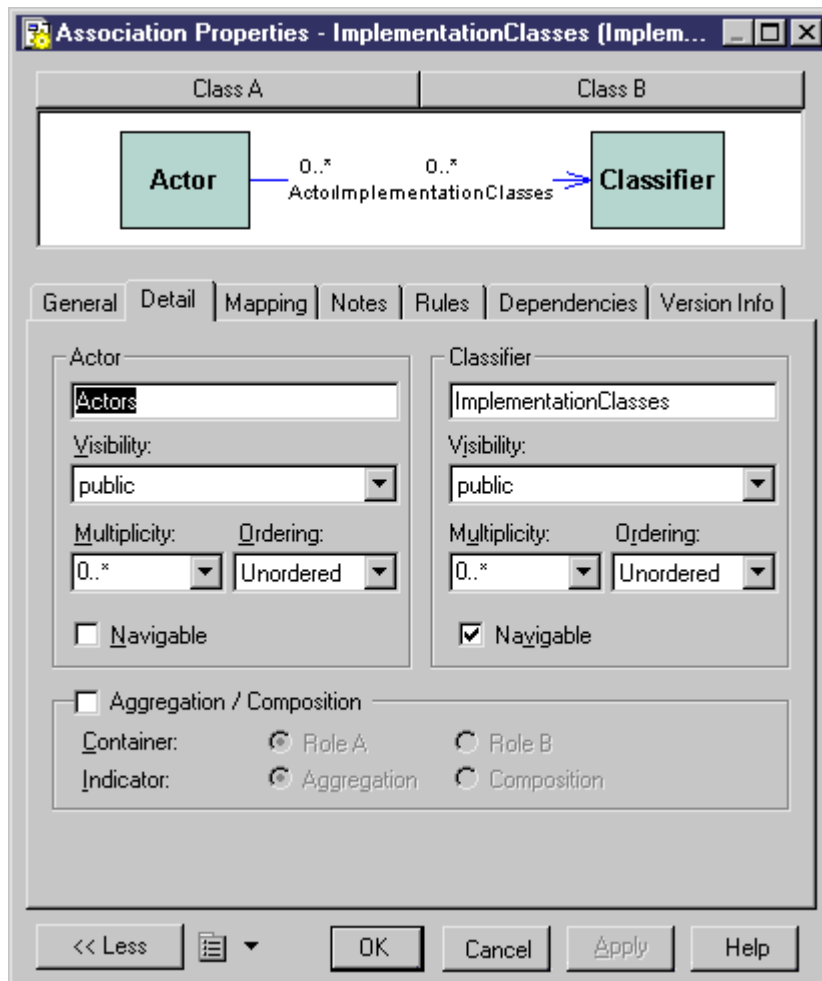 Association Properties - ImplementationClasses (Implem...
Class A Class B
Actor 0..* 0..* Classifier
ActorImplementationClasses
General Detail Mapping Notes Rules Dependencies Version Info
Actor Classifier
Actors ImplementationClasses
Visibility: Visibility:
public public
Multiplicity: Ordering: Multiplicity: Ordering:
0..* Unordered 0..* Unordered
Navigable Navigable
Aggregation / Composition
Container: Role A Role B
Indicator: Aggregation Composition
<< Less OK Cancel Apply Help